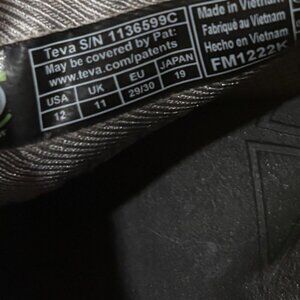 Teva S/N 1136599C
May be covered by Pat:
www.teva.com/patents
USA UK EU JAPAN
12 11 29/30 19
Made in Vietnam
Fabriqué au Vietnam
Hecho en Vietnam
FM1222K